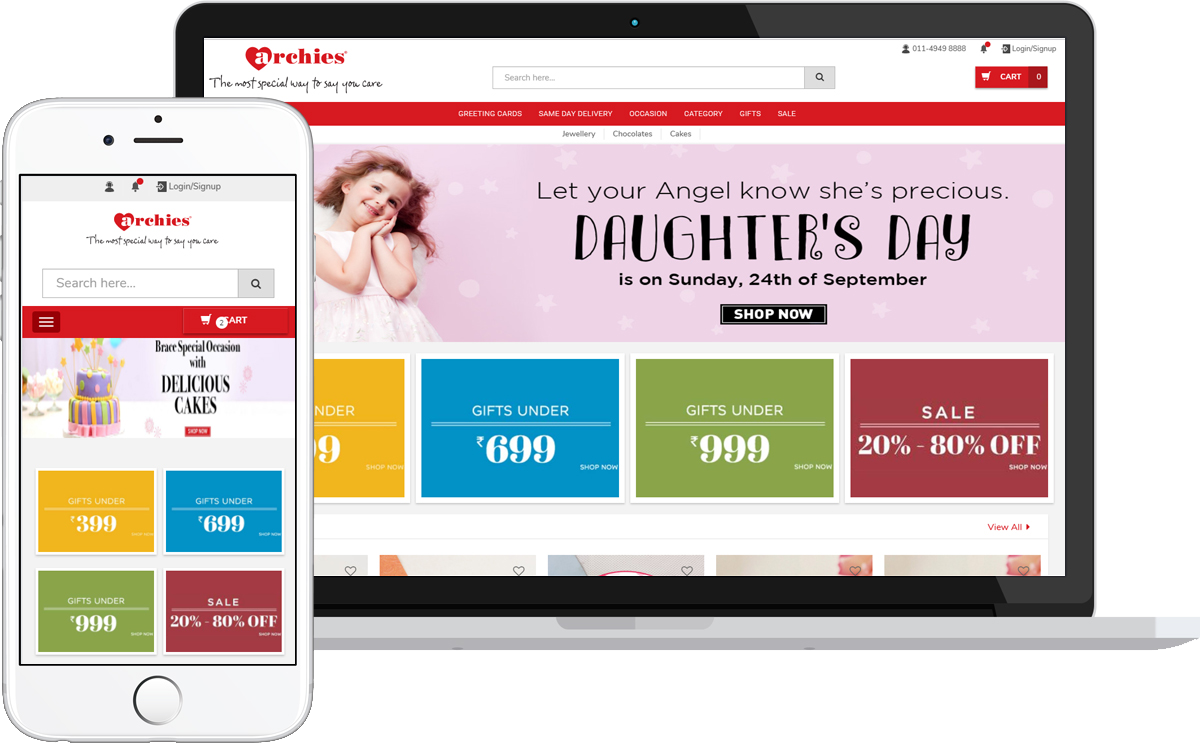 archies
The most special way to say you care
Search here...
011-4949 8888
Login/Signup
CART 0
GREETING CARDS SAME DAY DELIVERY OCCASION CATEGORY GIFTS SALE
Jewellery Chocolates Cakes
Let your Angel know she's precious.
DAUGHTER'S DAY
is on Sunday, 24th of September
SHOP NOW
NDER
99
SHOP NOW
GIFTS UNDER
₹699
SHOP NOW
GIFTS UNDER
₹999
SHOP NOW
SALE
20% - 80% OFF
SHOP NOW
View All
Login/Signup
archies
The most special way to say you care
Search here...
2 CART
Brace Special Occasion
with
DELICIOUS
CAKES
SHOP NOW
GIFTS UNDER
₹399
SHOP NOW
GIFTS UNDER
₹699
SHOP NOW
GIFTS UNDER
₹999
SHOP NOW
SALE
20% - 80% OFF
SHOP NOW